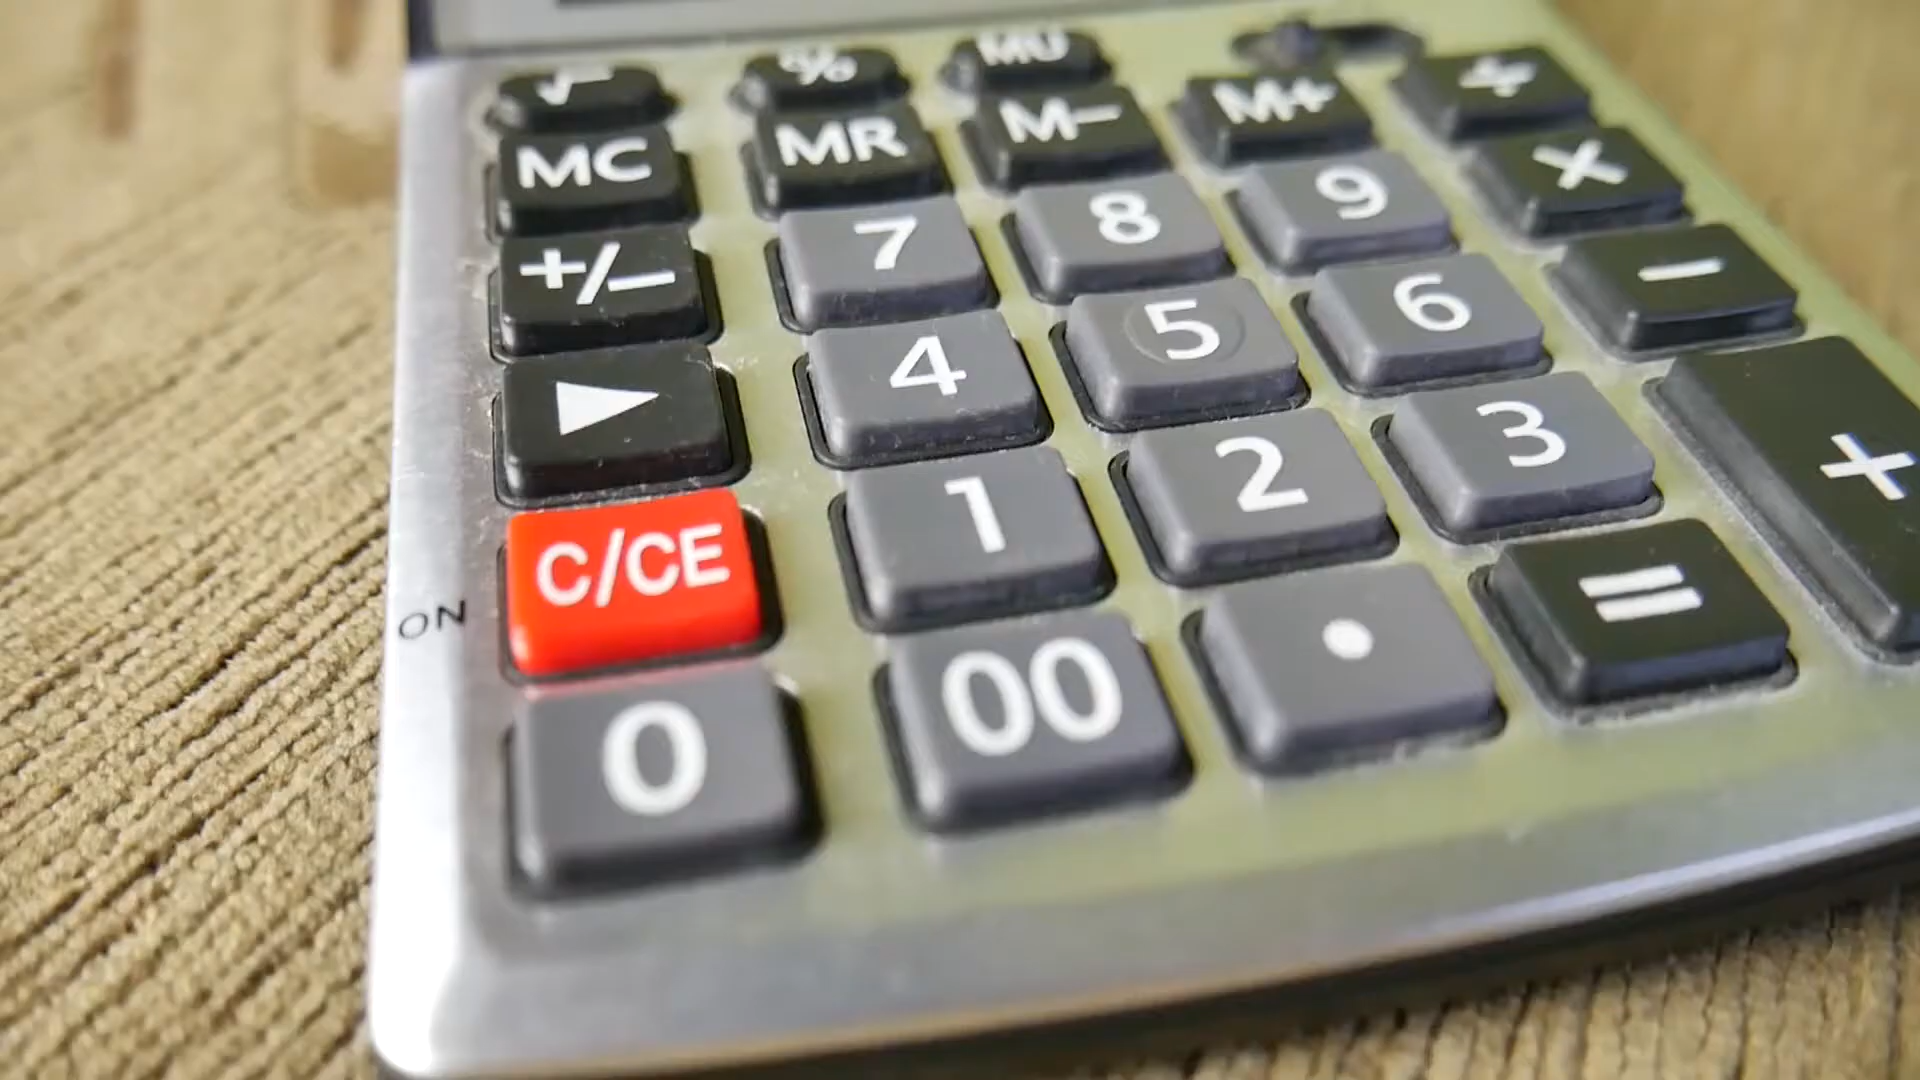 √ % MU
MC MR M− M+ ÷
+/− 7 8 9 ×
▶ 4 5 6 −
ON C/CE 1 2 3 +
0 00 . =